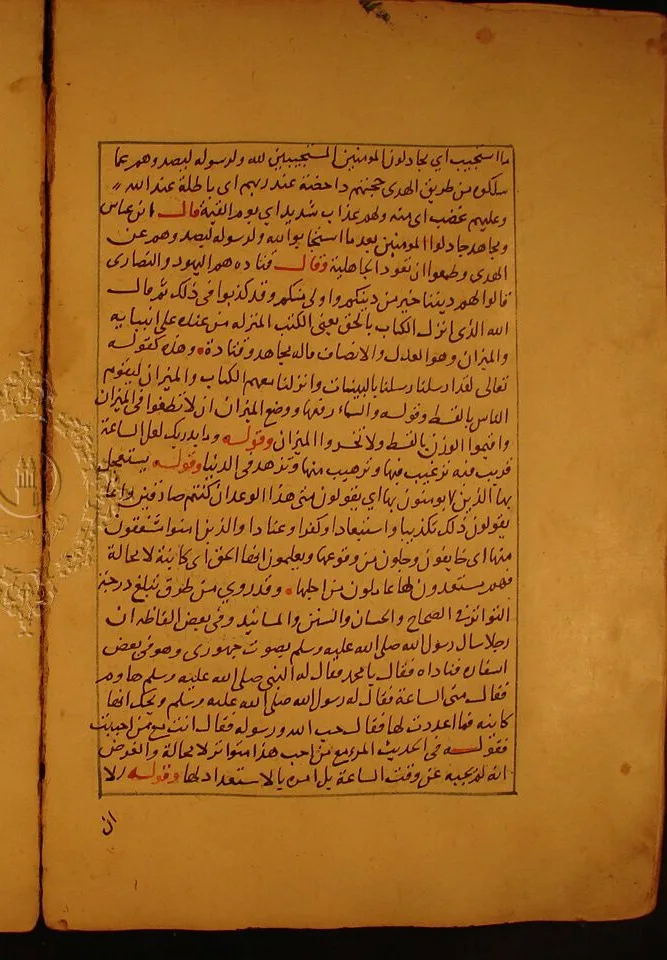 ما استجيب اي يجادلون المومنين المستجيبين لله ولرسوله ليصدوهم عما
سلكوه من طريق الهدى حجتهم داحضة عند ربهم اي باطلة عند الله
وعليهم غضب اي منه ولهم عذاب شديد اي يوم القيمة قال ابن عباس
ومجاهد جادلوا المومنين بعد ما استجابوا لله ولرسوله ليصدوهم عن
الهدى وطمعوا ان تعود الجاهلية وقال قتاده هم اليهود والنصارى
قالوا لهم ديننا خير من دينكم واولى منكم وقد كذبوا في ذلك ثم قال
الله الذي انزل الكتاب بالحق يعني الكتب المنزله من عنده على انبيايه
والميزان وهو العدل والانصاف قاله مجاهد وقتادة وهذه كقوله
تعالى لقد ارسلنا رسلنا بالبينات وانزلنا معهم الكتاب والميزان ليقوم
الناس بالقسط وقوله والسماء رفعها ووضع الميزان ان لا تطغوا في الميزان
واقيموا الوزن بالقسط ولا تخسروا الميزان وقوله وما يدريك لعل الساعة
قريب فيه ترغيب فيها وترهيب منها وتزهد في الدنيا وقوله يستعجل
بها الذين لا يومنون بها اي يقولون متى هذا الوعد ان كنتم صادقين وانما
يقولون ذلك تكذيبا واستبعادا وكفرا وعنادا والذين امنوا مشفقون
منها اي خايفون وجلون من وقوعها ويعلمون انها الحق اي كاينة لا محالة
فهم مستعدون لها عاملون من اجلها وقد روي من طرق تبلغ درجة
التواتر في الصحاح والحسان والسنن والمسانيد وفي بعض الفاظه ان
رجلا سال رسول الله صلى الله عليه وسلم بصوت جهوري وهو في بعض
اسفاره فناداه فقال يا محمد فقال له النبي صلى الله عليه وسلم هاوم
فقال متى الساعة فقال له رسول الله صلى الله عليه وسلم ويحك انها
كاينه فما اعددت لها فقال حب الله ورسوله فقال انت مع من احببت
فقوله في الحديث المرء مع من احب هذا متواتر لا محالة والغرض
انه لم يجبه عن وقت الساعة بل امره بالاستعداد لها وقوله الا
ان